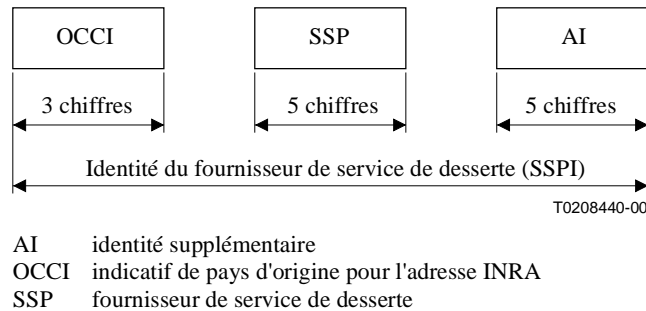 OCCI SSP AI
3 chiffres 5 chiffres 5 chiffres
Identité du fournisseur de service de desserte (SSPI)
T0208440-00
AI identité supplémentaire
OCCI indicatif de pays d'origine pour l'adresse INRA
SSP fournisseur de service de desserte